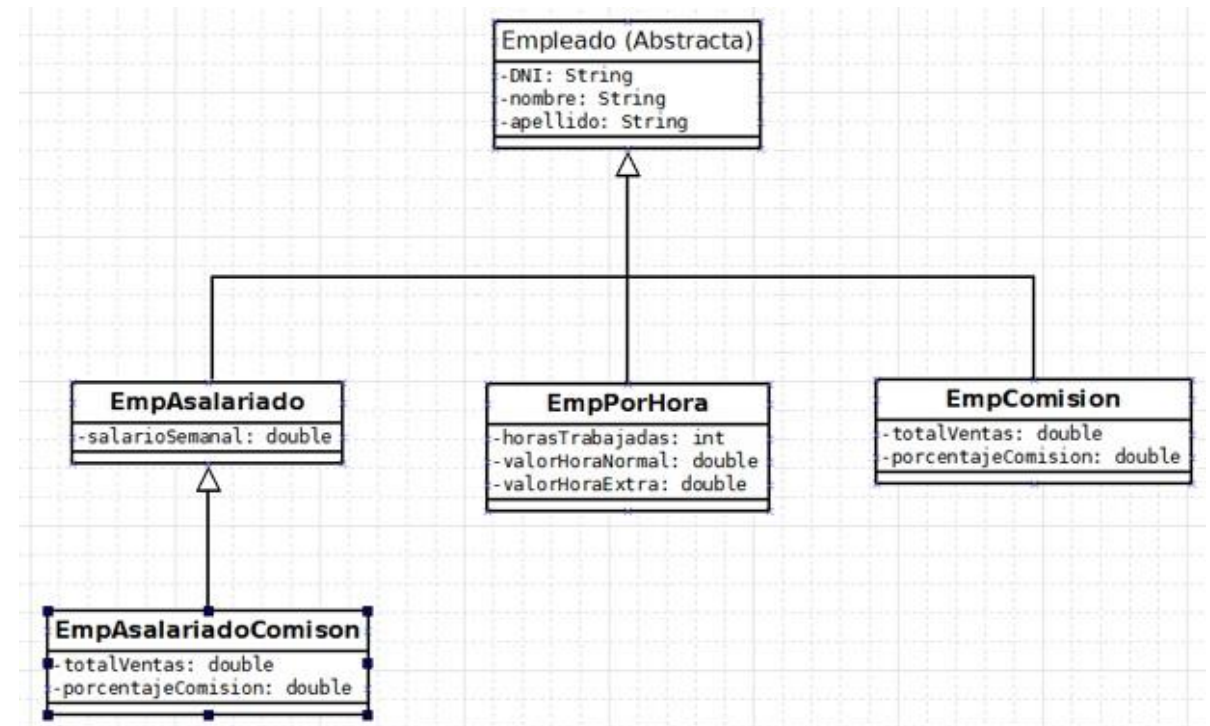 Empleado (Abstracta)
-DNI: String
-nombre: String
-apellido: String
EmpAsalariado
-salarioSemanal: double
EmpPorHora
-horasTrabajadas: int
-valorHoraNormal: double
-valorHoraExtra: double
EmpComision
-totalVentas: double
-porcentajeComision: double
EmpAsalariadoComison
-totalVentas: double
-porcentajeComision: double